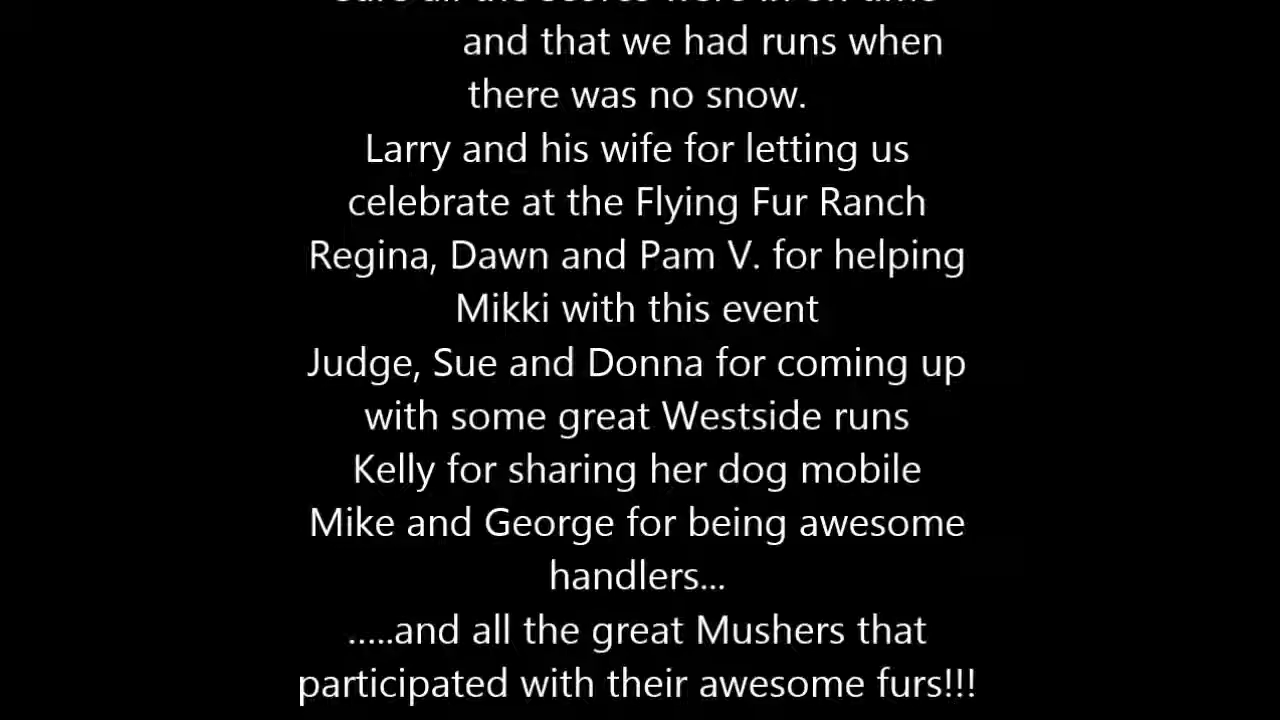 and that we had runs when
there was no snow.
Larry and his wife for letting us
celebrate at the Flying Fur Ranch
Regina, Dawn and Pam V. for helping
Mikki with this event
Judge, Sue and Donna for coming up
with some great Westside runs
Kelly for sharing her dog mobile
Mike and George for being awesome
handlers...
.....and all the great Mushers that
participated with their awesome furs!!!